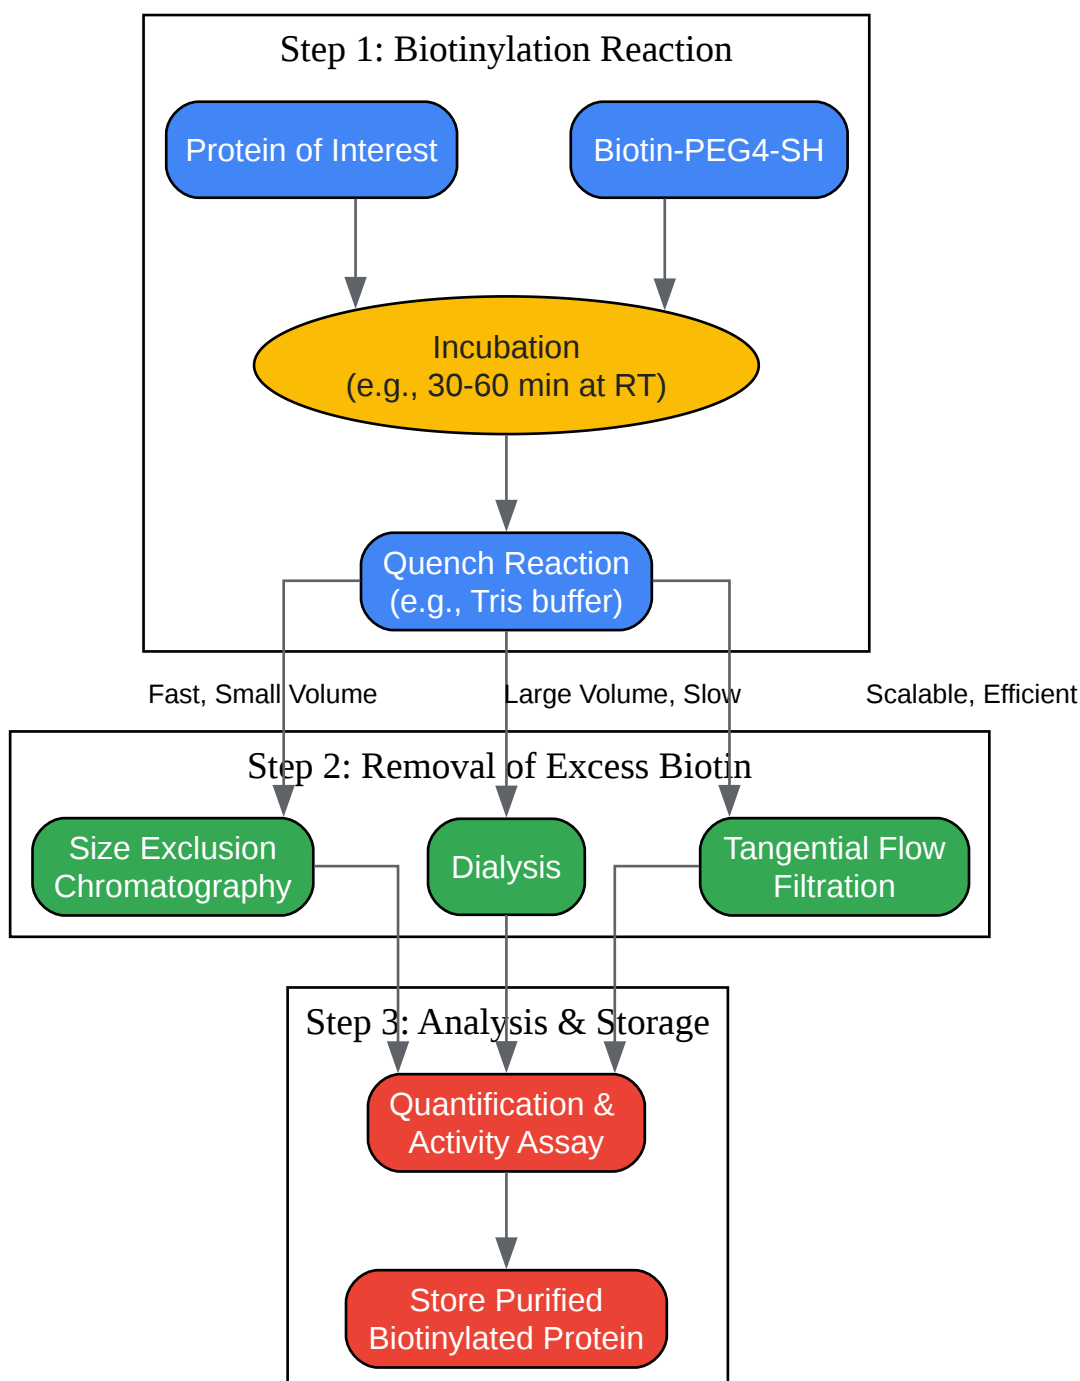 Step 1: Biotinylation Reaction
Protein of Interest
Biotin-PEG4-SH
Incubation
(e.g., 30-60 min at RT)
Quench Reaction
(e.g., Tris buffer)
Fast, Small Volume
Large Volume, Slow
Scalable, Efficient
Step 2: Removal of Excess Biotin
Size Exclusion
Chromatography
Dialysis
Tangential Flow
Filtration
Step 3: Analysis & Storage
Quantification &
Activity Assay
Store Purified
Biotinylated Protein